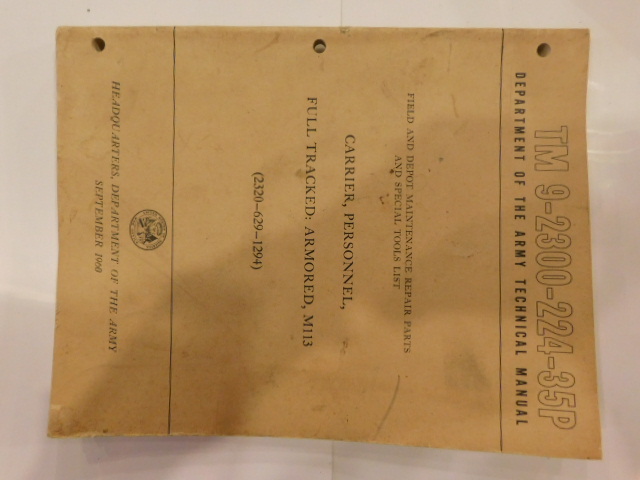 TM 9-2300-224-35P
DEPARTMENT OF THE ARMY TECHNICAL MANUAL
FIELD AND DEPOT MAINTENANCE REPAIR PARTS
AND SPECIAL TOOLS LIST
CARRIER, PERSONNEL,
FULL TRACKED: ARMORED, M113
(2320-629-1294)
HEADQUARTERS, DEPARTMENT OF THE ARMY
SEPTEMBER 1960